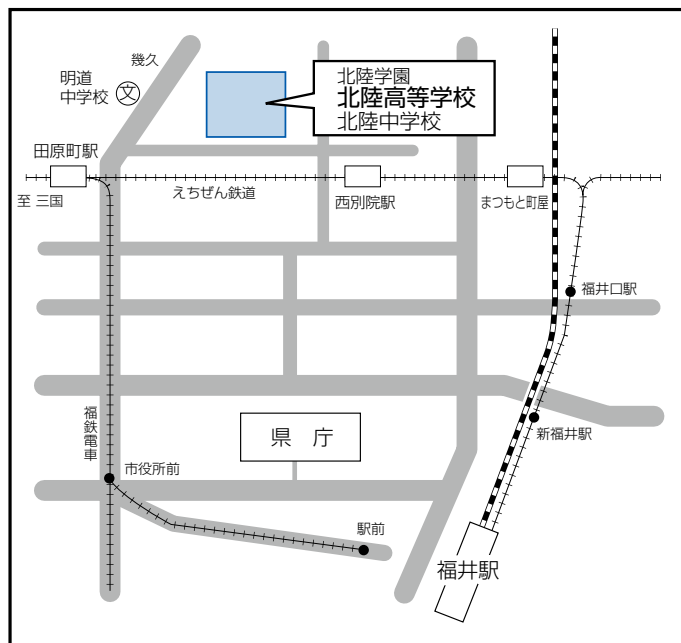 幾久
明道
中学校
文
北陸学園
北陸高等学校
北陸中学校
田原町駅
至 三国
えちぜん鉄道
西別院駅
まつもと町屋
福井口駅
福鉄電車
県 庁
新福井駅
市役所前
駅前
福井駅